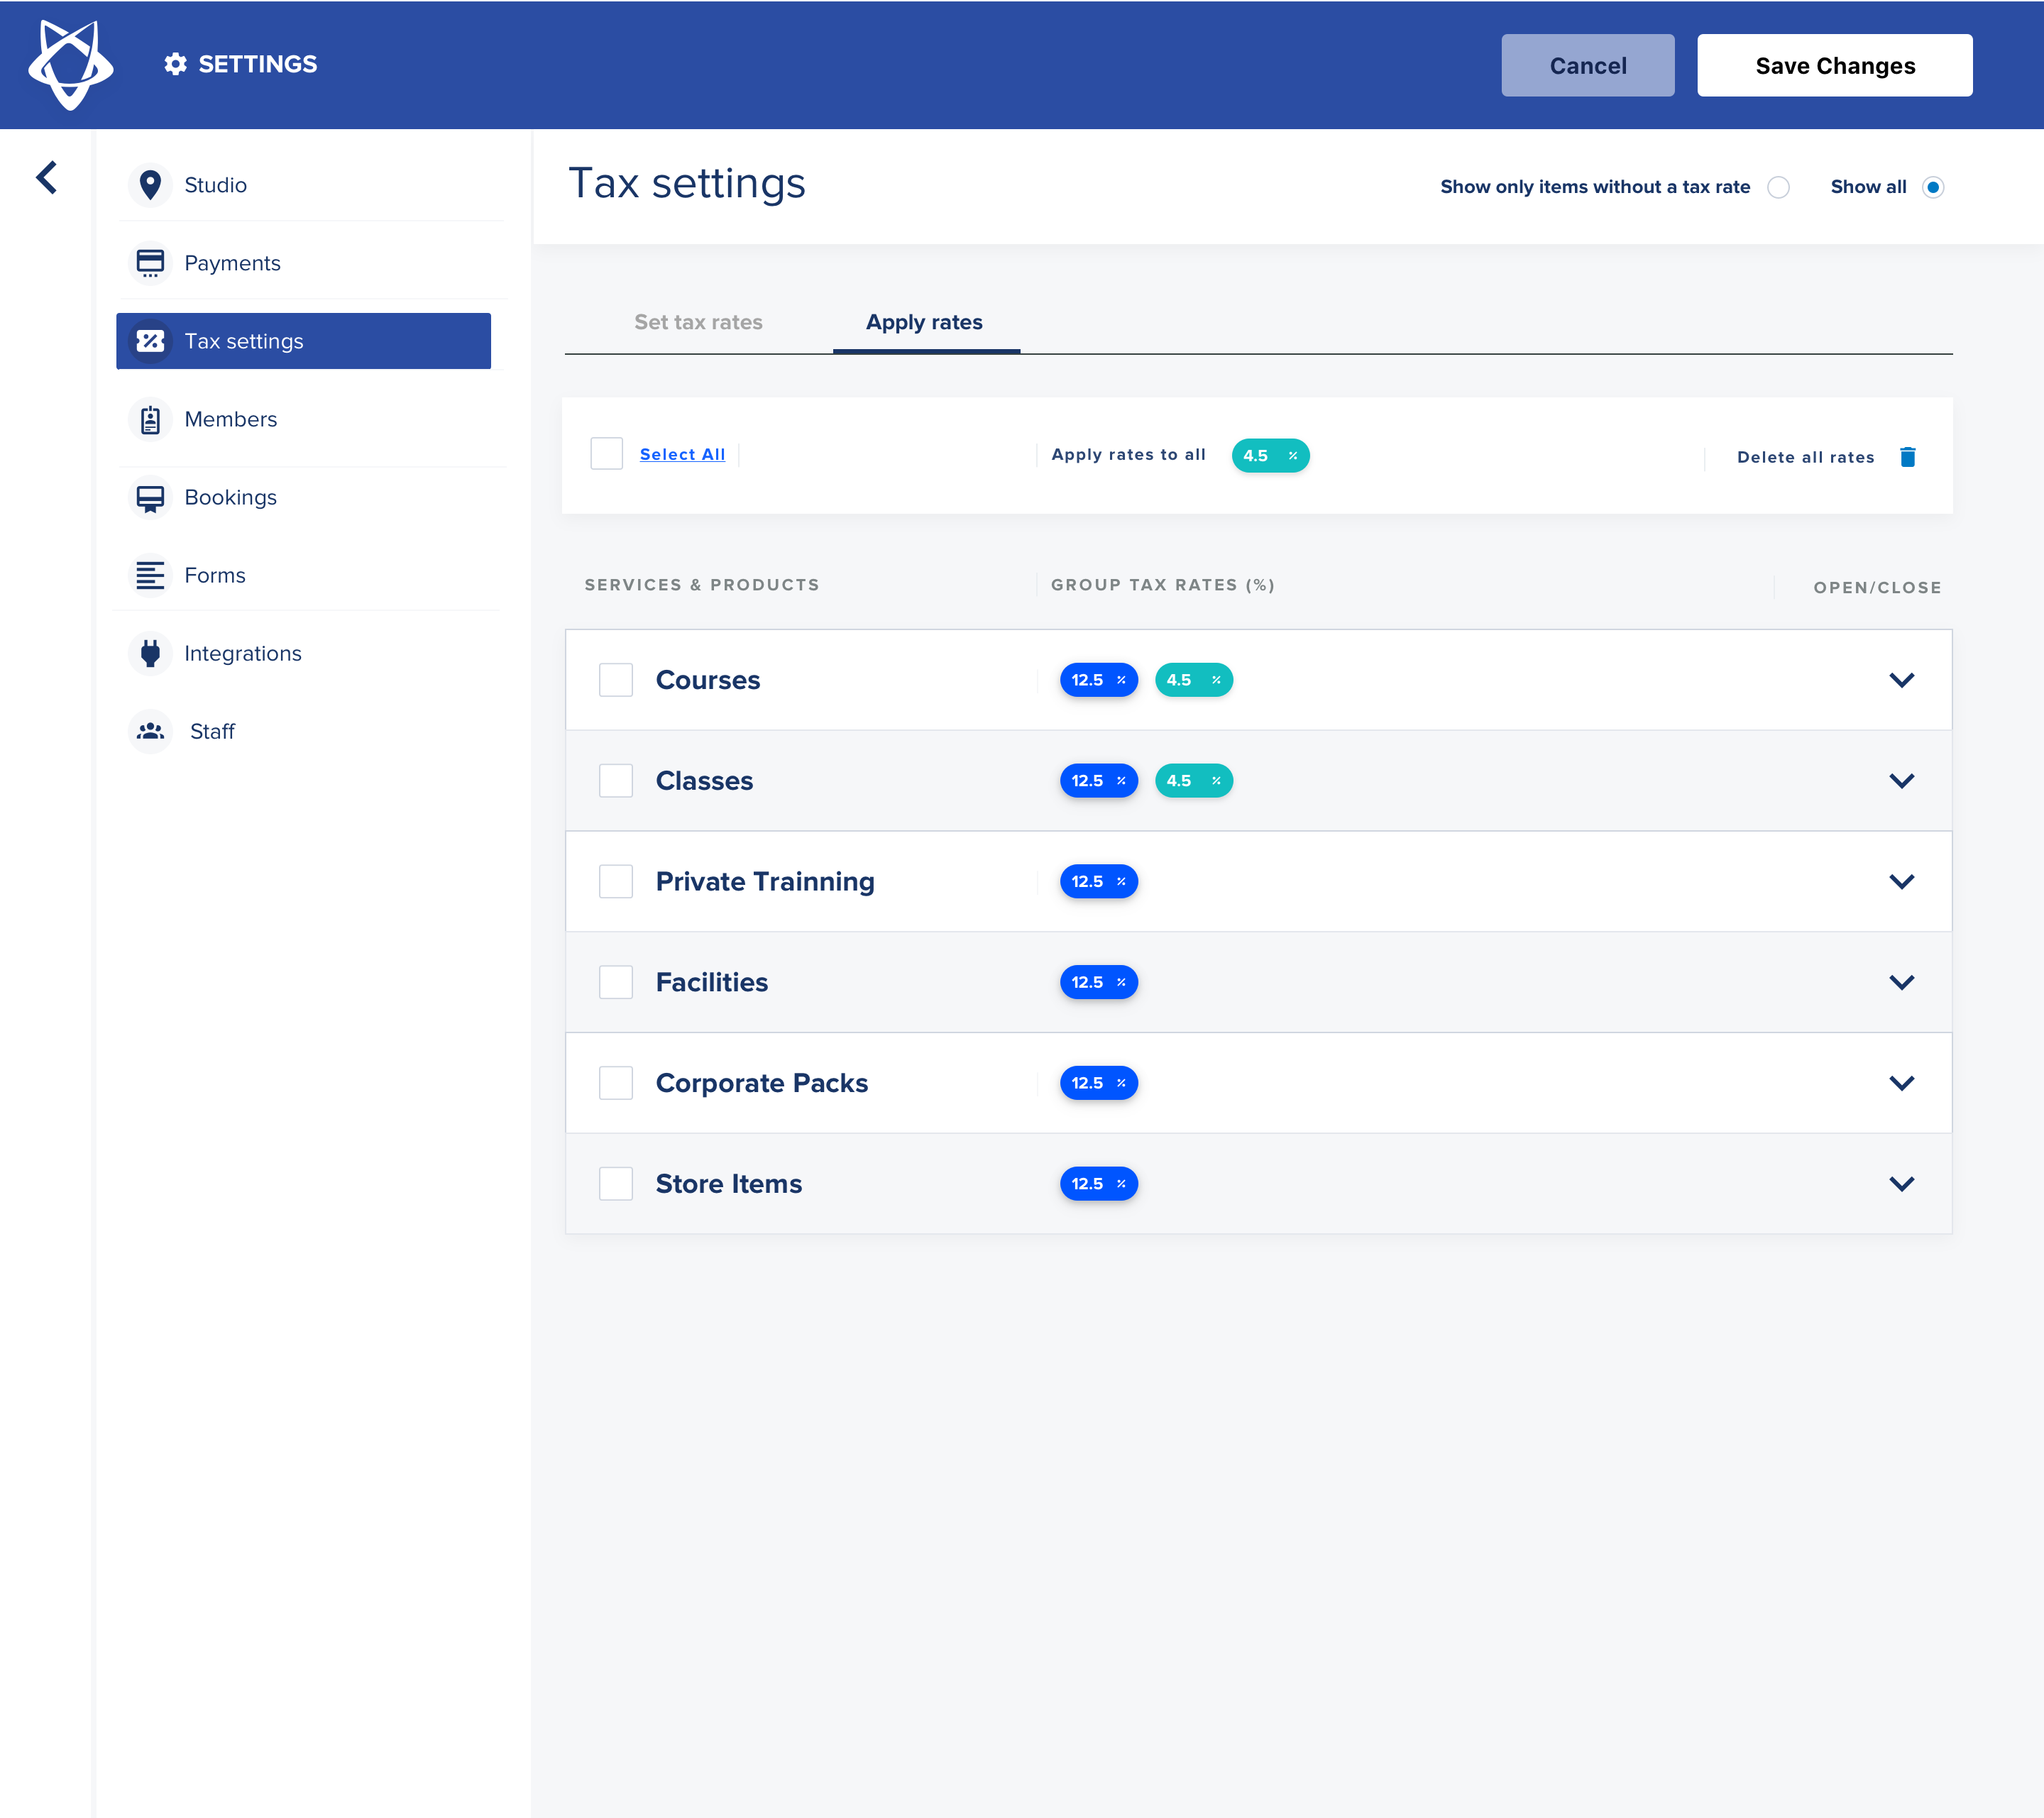 SETTINGS
Cancel
Save Changes
Studio
Payments
Tax settings
Members
Bookings
Forms
Integrations
Staff
Tax settings
Show only items without a tax rate
Show all
Set tax rates
Apply rates
Select All
Apply rates to all
4.5 %
Delete all rates
SERVICES & PRODUCTS
GROUP TAX RATES (%)
OPEN/CLOSE
Courses
12.5 %
4.5 %
Classes
12.5 %
4.5 %
Private Trainning
12.5 %
Facilities
12.5 %
Corporate Packs
12.5 %
Store Items
12.5 %